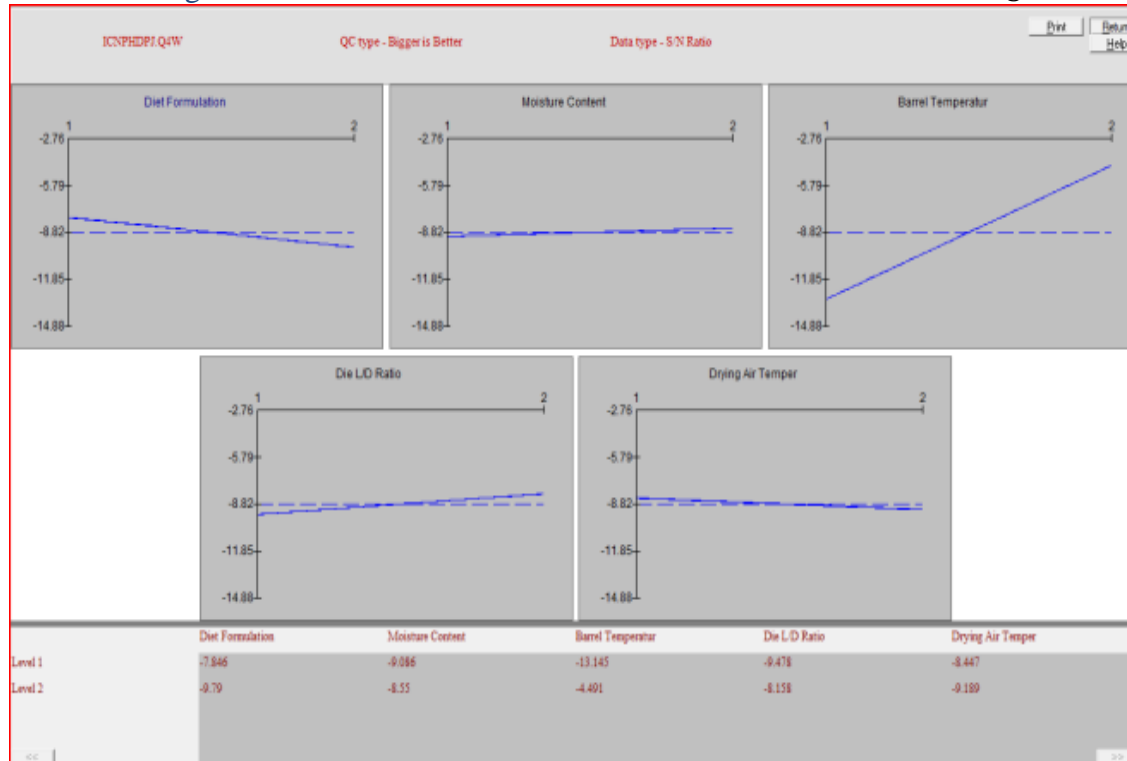 ICNPHDPJ.Q4W QC type - Bigger is Better Data type - S/N Ratio
Print Return
Help
Diet Formulation
1 2
-2.76
-5.79
-8.82
-11.85
-14.88
Moisture Content
1 2
-2.76
-5.79
-8.82
-11.85
-14.88
Barrel Temperatur
1 2
-2.76
-5.79
-8.82
-11.85
-14.88
Die L/D Ratio
1 2
-2.76
-5.79
-8.82
-11.85
-14.88
Drying Air Temper
1 2
-2.76
-5.79
-8.82
-11.85
-14.88
Diet Formulation Moisture Content Barrel Temperatur Die L/D Ratio Drying Air Temper
Level 1 -7.846 -9.086 -13.145 -9.478 -8.447
Level 2 -9.79 -8.55 -4.491 -8.158 -9.189
<< >>